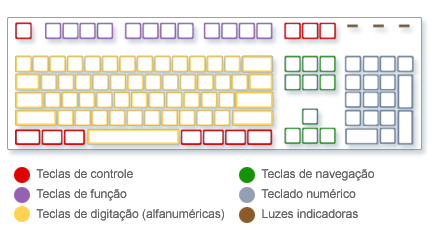 Teclas de controle
Teclas de navegação
Teclas de função
Teclado numérico
Teclas de digitação (alfanuméricas)
Luzes indicadoras